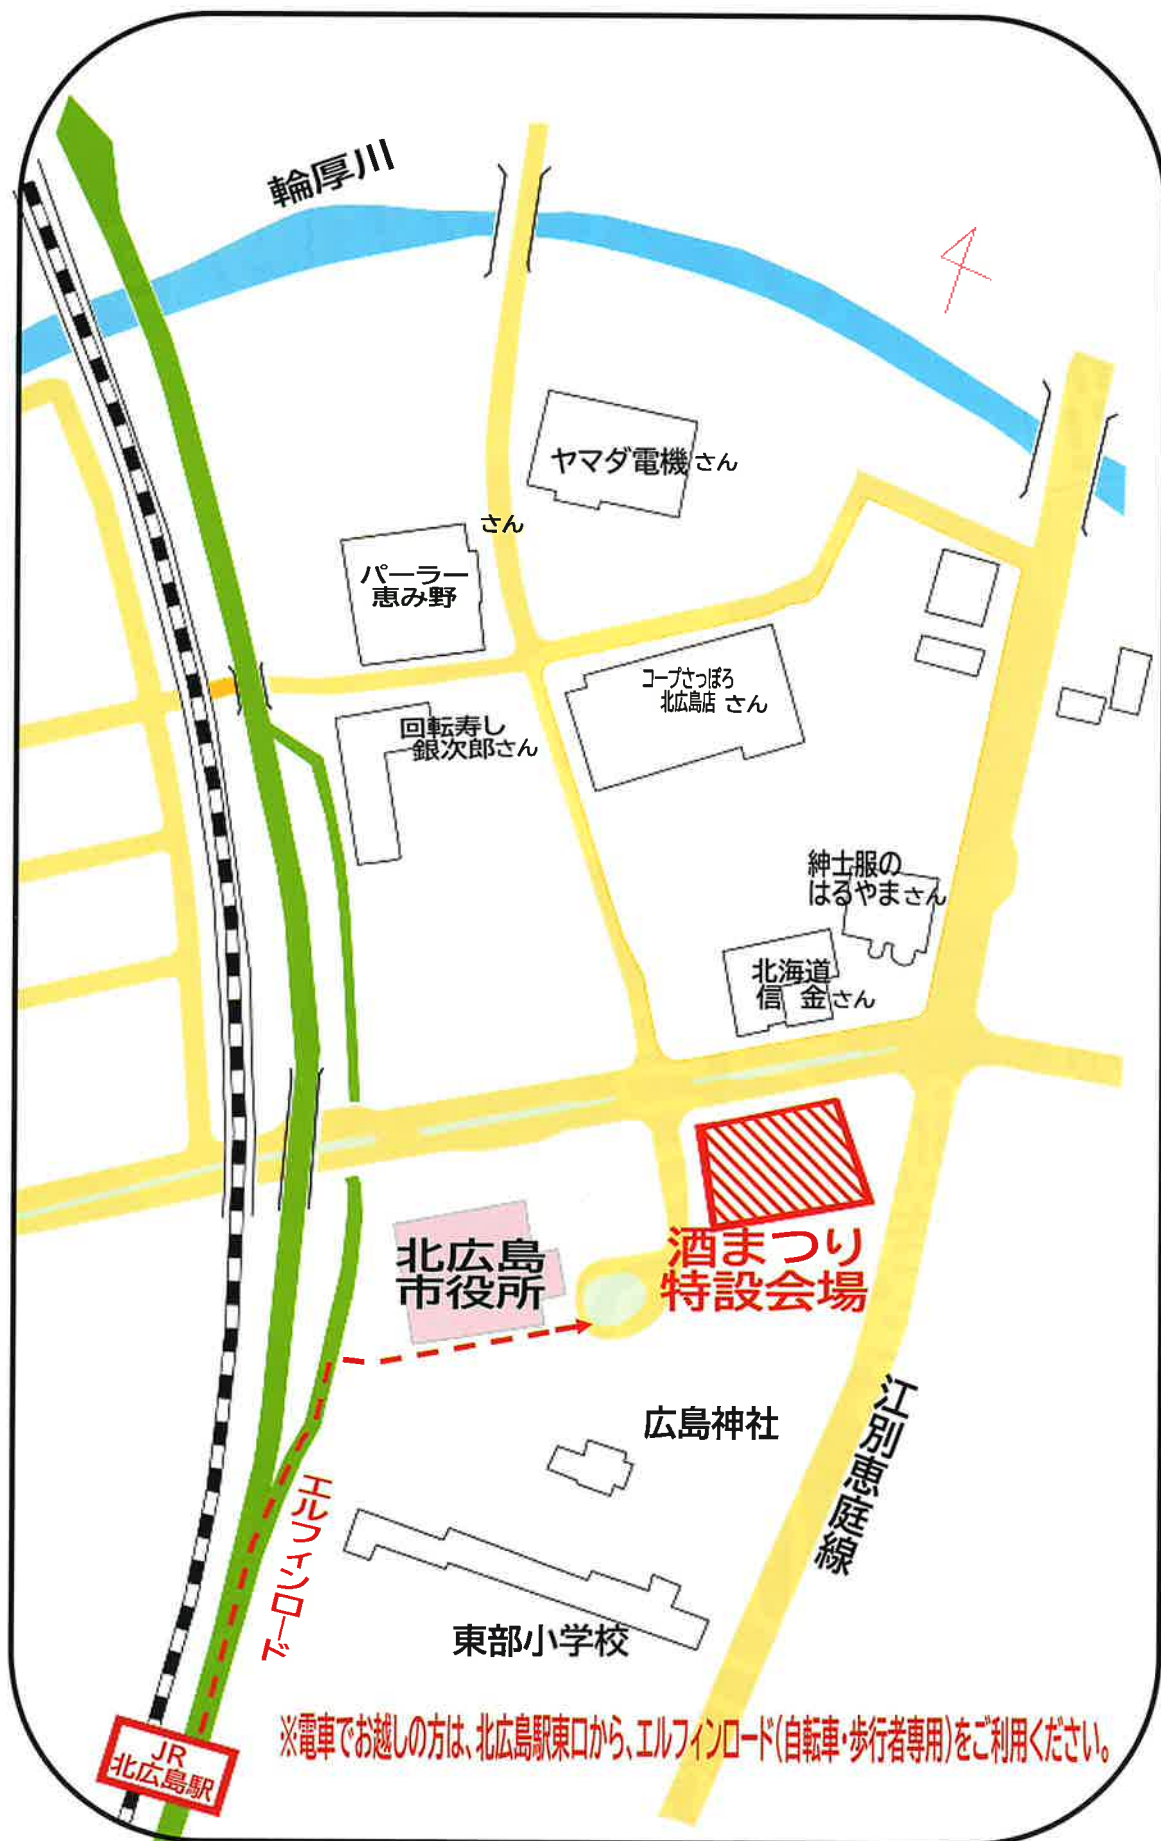 輪厚川
ヤマダ電機さん
さん
パーラー
恵み野
コープさっぽろ
北広島店 さん
回転寿し
銀次郎さん
紳士服の
はるやまさん
北海道
信 金さん
北広島
市役所
酒まつり
特設会場
広島神社
江別恵庭線
エルフィンロード
東部小学校
※電車でお越しの方は、北広島駅東口から、エルフィンロード(自転車・歩行者専用)をご利用ください。
JR
北広島駅